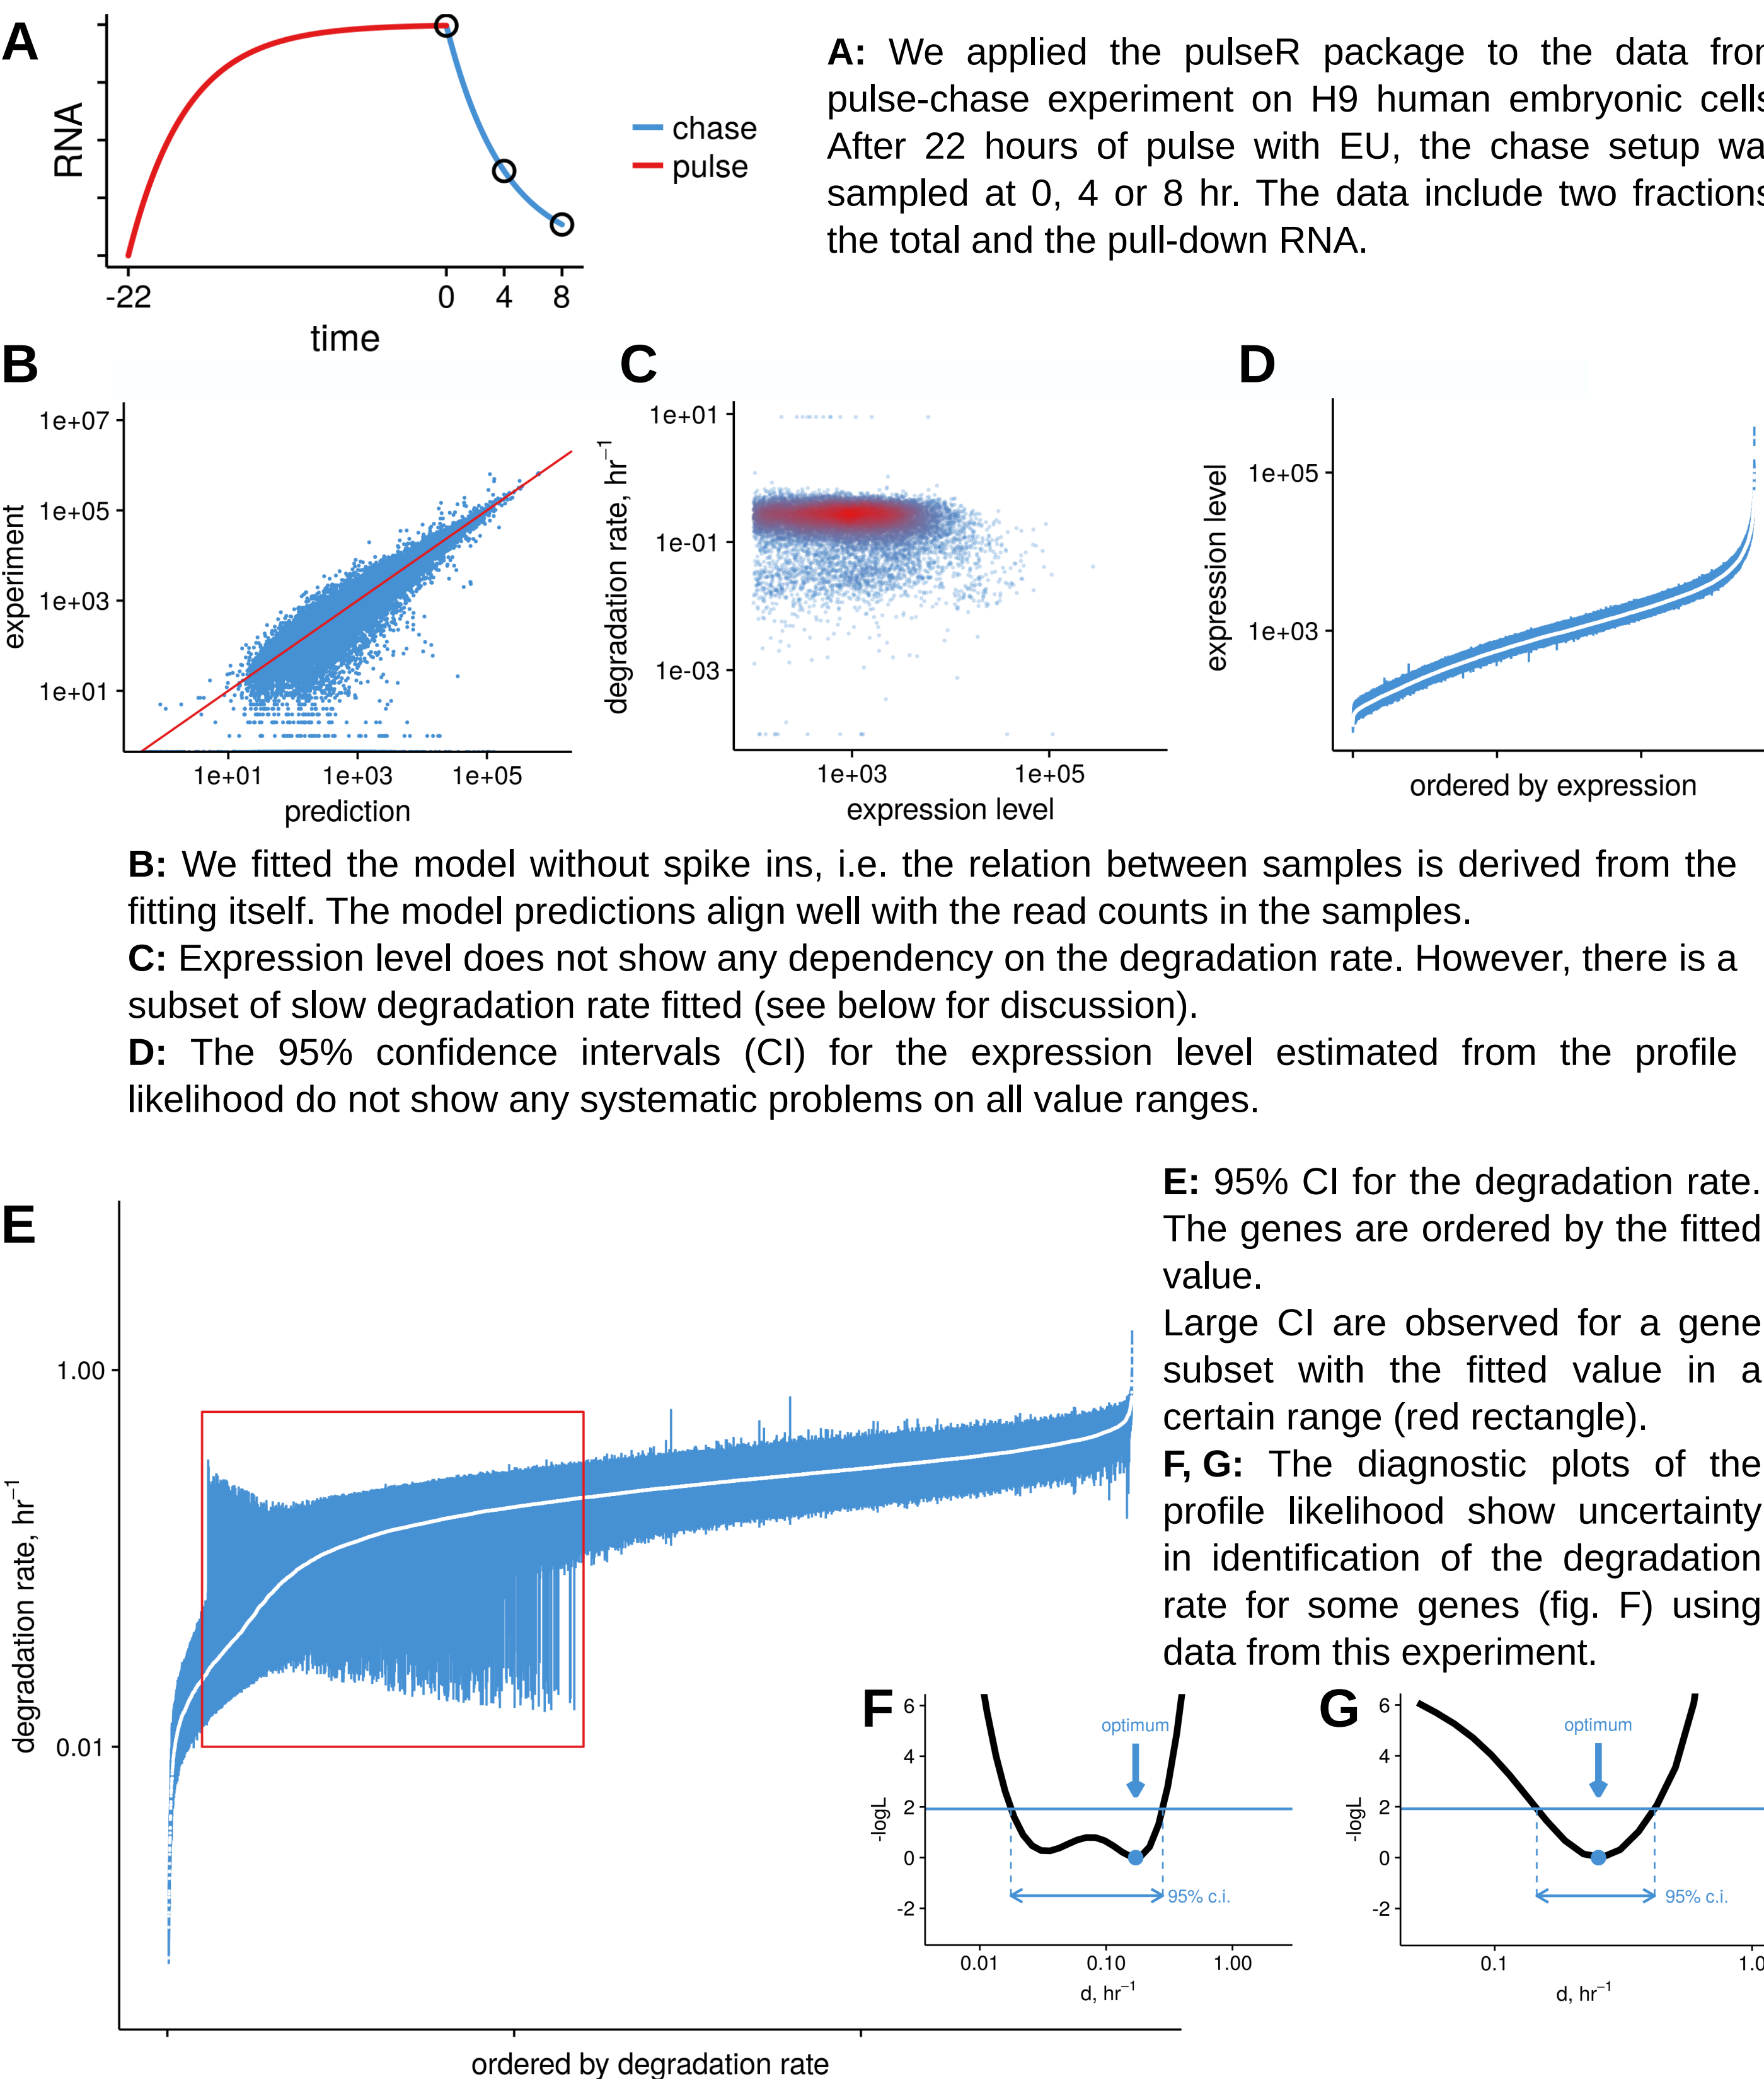 A
RNA
-22
0
4
8
time
chase
pulse
A: We applied the pulseR package to the data
pulse-chase experiment on H9 human embryonic
After 22 hours of pulse with EU, the chase setup
sampled at 0, 4 or 8 hr. The data include two fractions
the total and the pull-down RNA.
B
1e+07
1e+05
1e+03
1e+01
experiment
1e+01
1e+03
1e+05
prediction
C
1e+01
1e-01
1e-03
degradation rate, hr⁻¹
1e+03
1e+05
expression level
D
1e+05
1e+03
expression level
ordered by expression
B: We fitted the model without spike ins, i.e. the relation between samples is derived from the
fitting itself. The model predictions align well with the read counts in the samples.
C: Expression level does not show any dependency on the degradation rate. However, there is a
subset of slow degradation rate fitted (see below for discussion).
D: The 95% confidence intervals (CI) for the expression level estimated from the profile
likelihood do not show any systematic problems on all value ranges.
E
1.00
0.01
degradation rate, hr⁻¹
ordered by degradation rate
E: 95% CI for the degradation rate.
The genes are ordered by the fitted
value.
Large CI are observed for a gene
subset with the fitted value in a
certain range (red rectangle).
F, G: The diagnostic plots of the
profile likelihood show uncertainty
in identification of the degradation
rate for some genes (fig. F) using
data from this experiment.
F
6
4
2
0
-2
-logL
optimum
95% c.i.
0.01
0.10
1.00
d, hr⁻¹
G
6
4
2
0
-2
-logL
optimum
95% c.i.
0.1
d, hr⁻¹